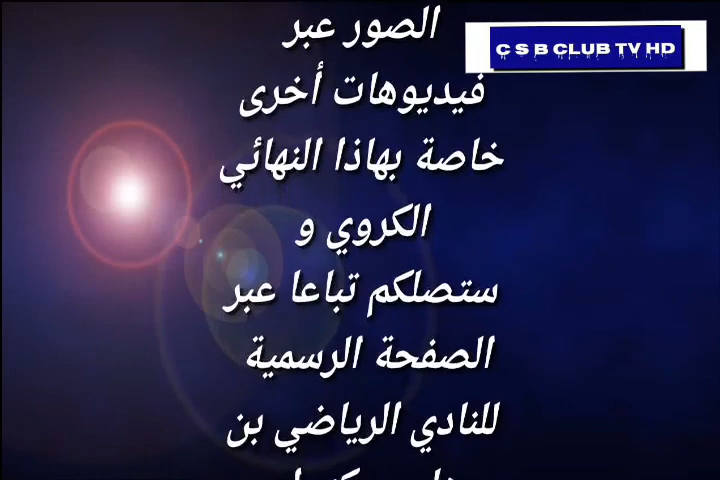 الصور عبر
C S B CLUB TV HD
فيديوهات أخرى
خاصة بهاذا النهائي
الكروي و
ستصلكم تباعا عبر
الصفحة الرسمية
للنادي الرياضي بن